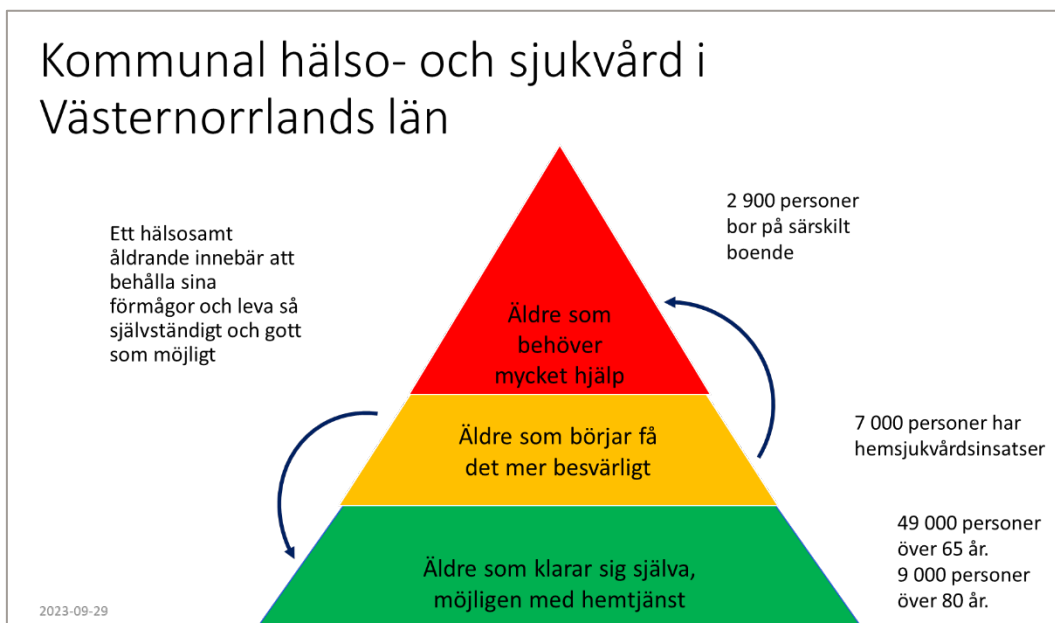 Kommunal hälso- och sjukvård i
Västernorrlands län
Ett hälsosamt
åldrande innebär att
behålla sina
förmågor och leva så
självständigt och gott
som möjligt
2 900 personer
bor på särskilt
boende
Äldre som
behöver
mycket hjälp
Äldre som börjar få
det mer besvärligt
7 000 personer har
hemsjukvårdsinsatser
Äldre som klarar sig själva,
möjligen med hemtjänst
49 000 personer
över 65 år.
9 000 personer
över 80 år.
2023-09-29